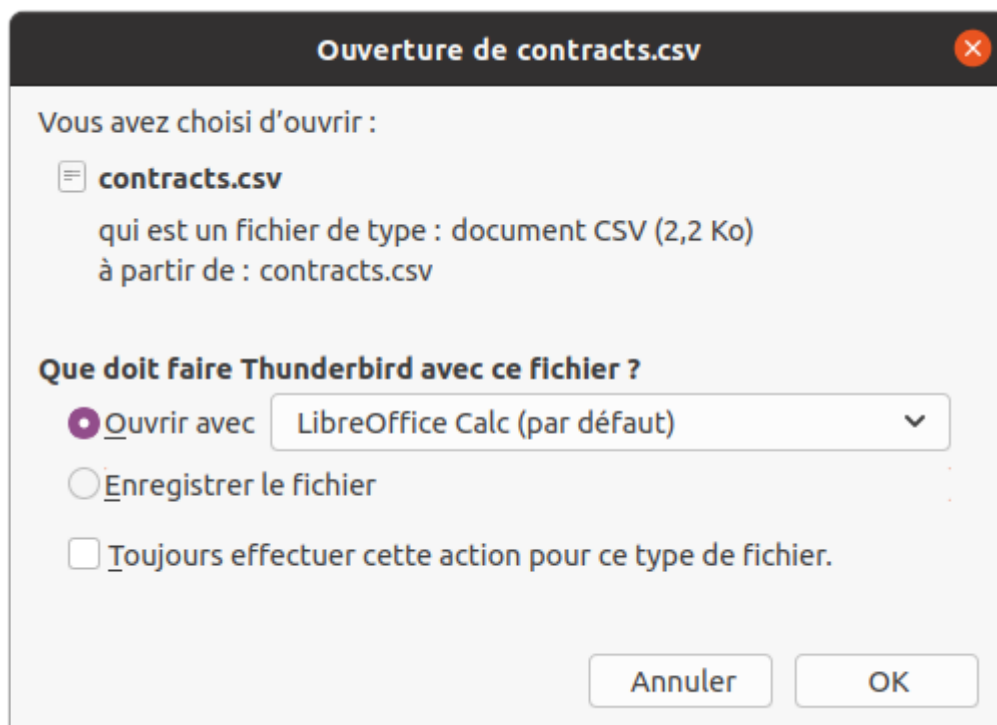 Ouverture de contracts.csv
Vous avez choisi d’ouvrir :
contracts.csv
qui est un fichier de type : document CSV (2,2 Ko)
à partir de : contracts.csv
Que doit faire Thunderbird avec ce fichier ?
Ouvrir avec LibreOffice Calc (par défaut)
Enregistrer le fichier
Toujours effectuer cette action pour ce type de fichier.
Annuler OK